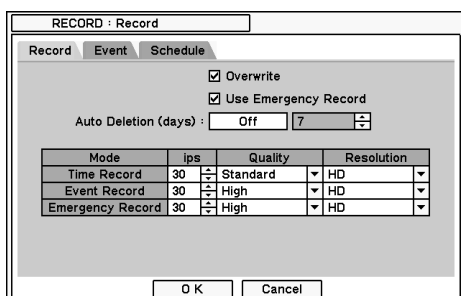 RECORD : Record
Record Event Schedule
Overwrite
Use Emergency Record
Auto Deletion (days) : Off 7
Mode ips Quality Resolution
Time Record 30 Standard HD
Event Record 30 High HD
Emergency Record 30 High HD
O K Cancel